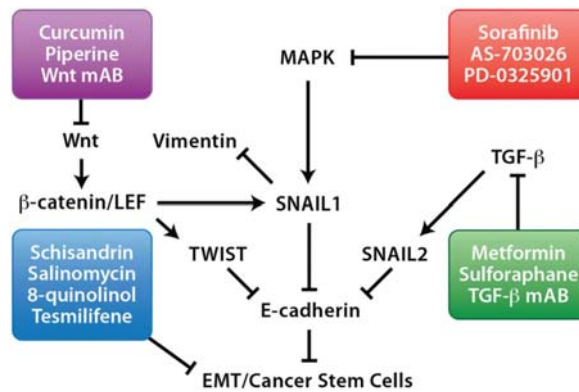 Curcumin
Piperine
Wnt mAB
MAPK
Sorafinib
AS-703026
PD-0325901
Wnt
Vimentin
TGF-β
β-catenin/LEF
SNAIL1
Schisandrin
Salinomycin
8-quinolinol
Tesmilifene
TWIST
SNAIL2
Metformin
Sulforaphane
TGF-β mAB
E-cadherin
EMT/Cancer Stem Cells